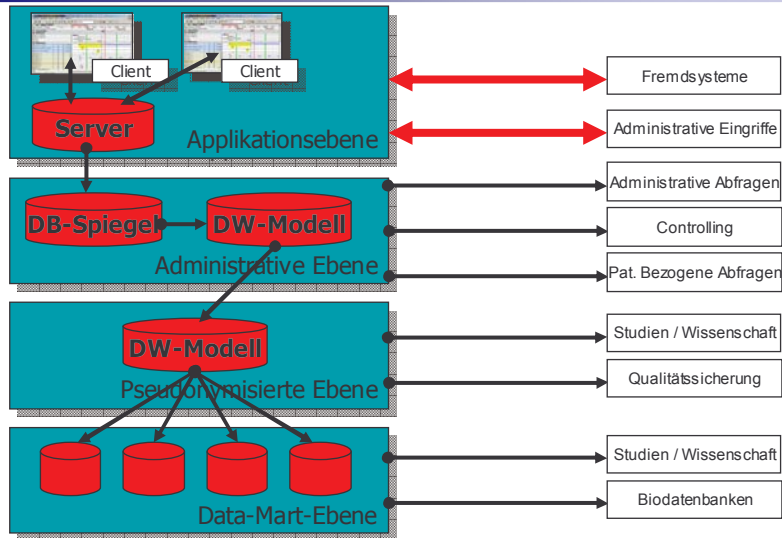 Client
Client
Server
Applikationsebene
Fremdsysteme
Administrative Eingriffe
DB-Spiegel
DW-Modell
Administrative Ebene
Administrative Abfragen
Controlling
Pat. Bezogene Abfragen
DW-Modell
Pseudonymisierte Ebene
Studien / Wissenschaft
Qualitätssicherung
Data-Mart-Ebene
Studien / Wissenschaft
Biodatenbanken